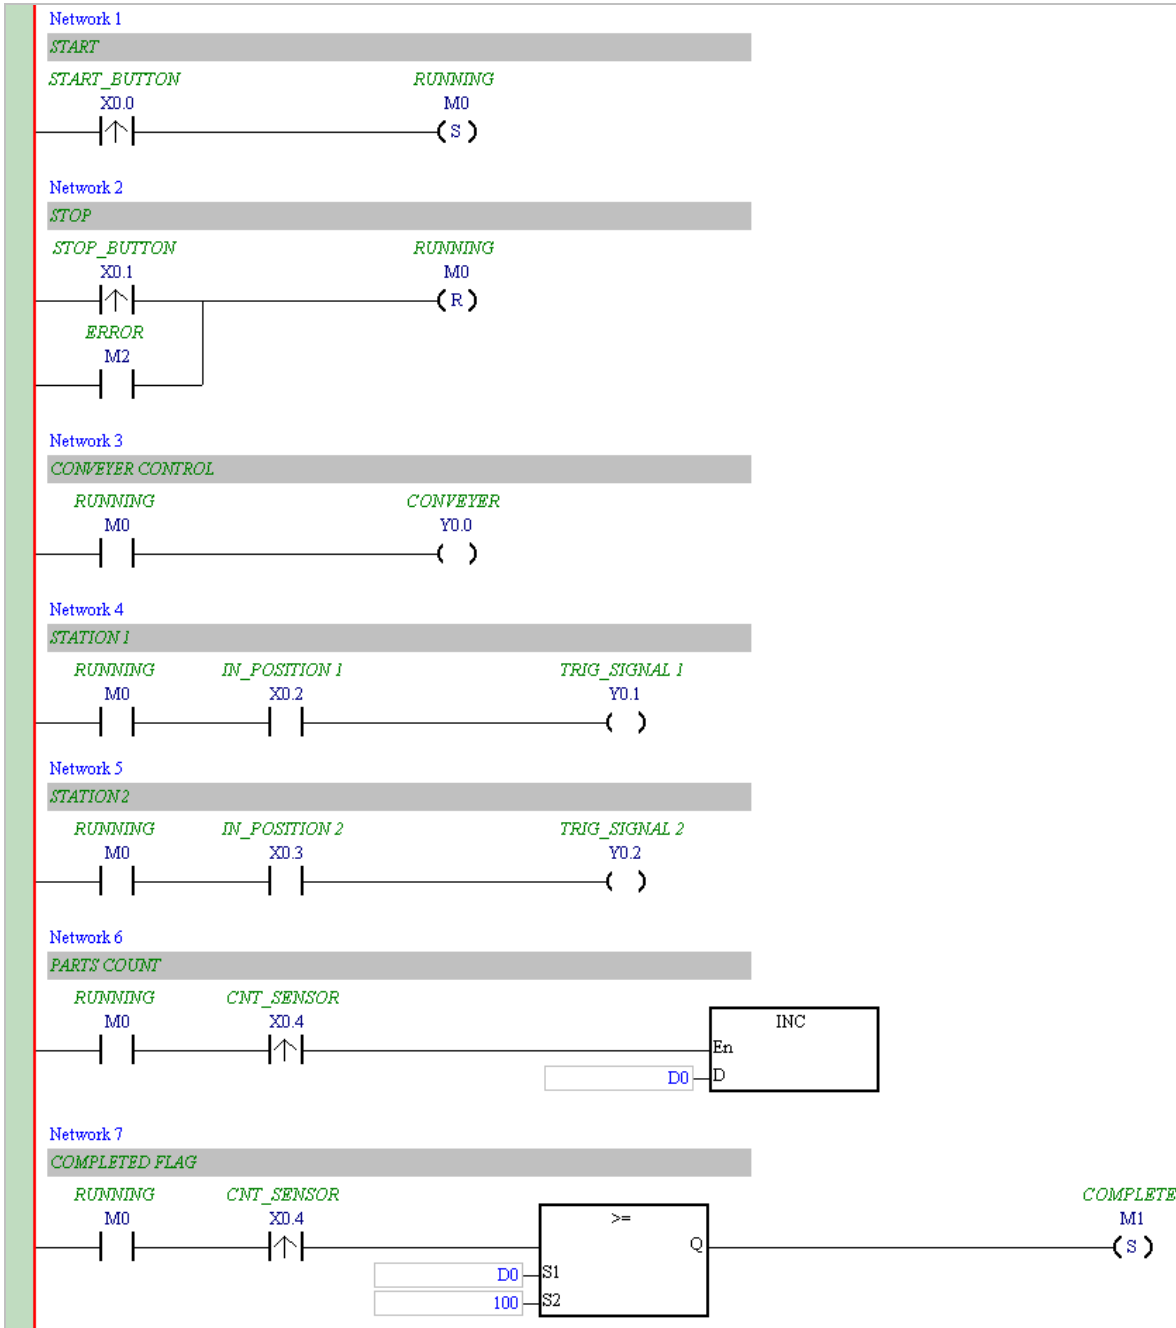 Network 1
START
START_BUTTON RUNNING
X0.0 M0
S
Network 2
STOP
STOP_BUTTON RUNNING
X0.1 M0
R
ERROR
M2
Network 3
CONVEYER CONTROL
RUNNING CONVEYER
M0 Y0.0
Network 4
STATION 1
RUNNING IN_POSITION 1 TRIG_SIGNAL 1
M0 X0.2 Y0.1
Network 5
STATION2
RUNNING IN_POSITION 2 TRIG_SIGNAL 2
M0 X0.3 Y0.2
Network 6
PARTS COUNT
RUNNING CNT_SENSOR
M0 X0.4 INC
En
D0 D
Network 7
COMPLETED FLAG
RUNNING CNT_SENSOR COMPLETE
M0 X0.4 >= M1
Q S
D0 S1
100 S2